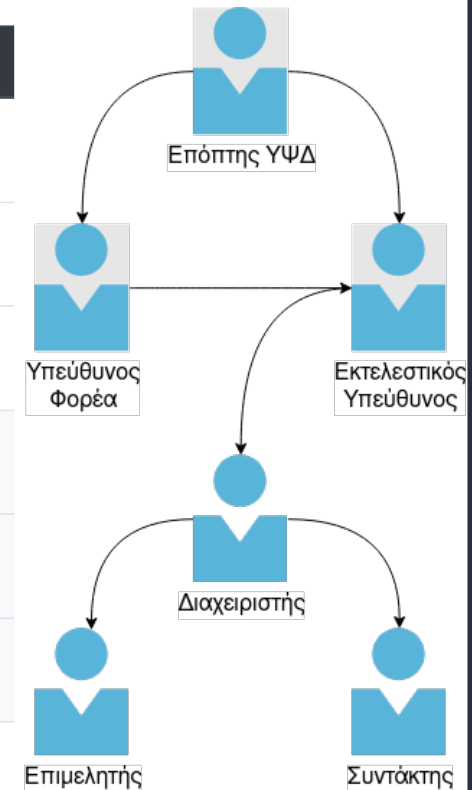 Επόπτης ΥΨΔ
Υπεύθυνος
Φορέα
Εκτελεστικός
Υπεύθυνος
Διαχειριστής
Επιμελητής
Συντάκτης